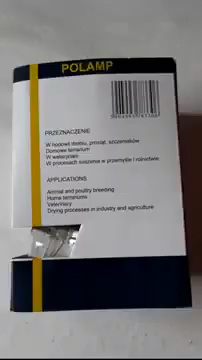 POLAMP
PRZEZNACZENIE
W hodowli drobiu, prosiąt, szczeniaków
Domowe terrarium
W weterynarii
W procesach suszenia w przemyśle i rolnictwie
APPLICATIONS
Animal and poultry breeding
Home terrariums
Veterinary
Drying processes in industry and agriculture